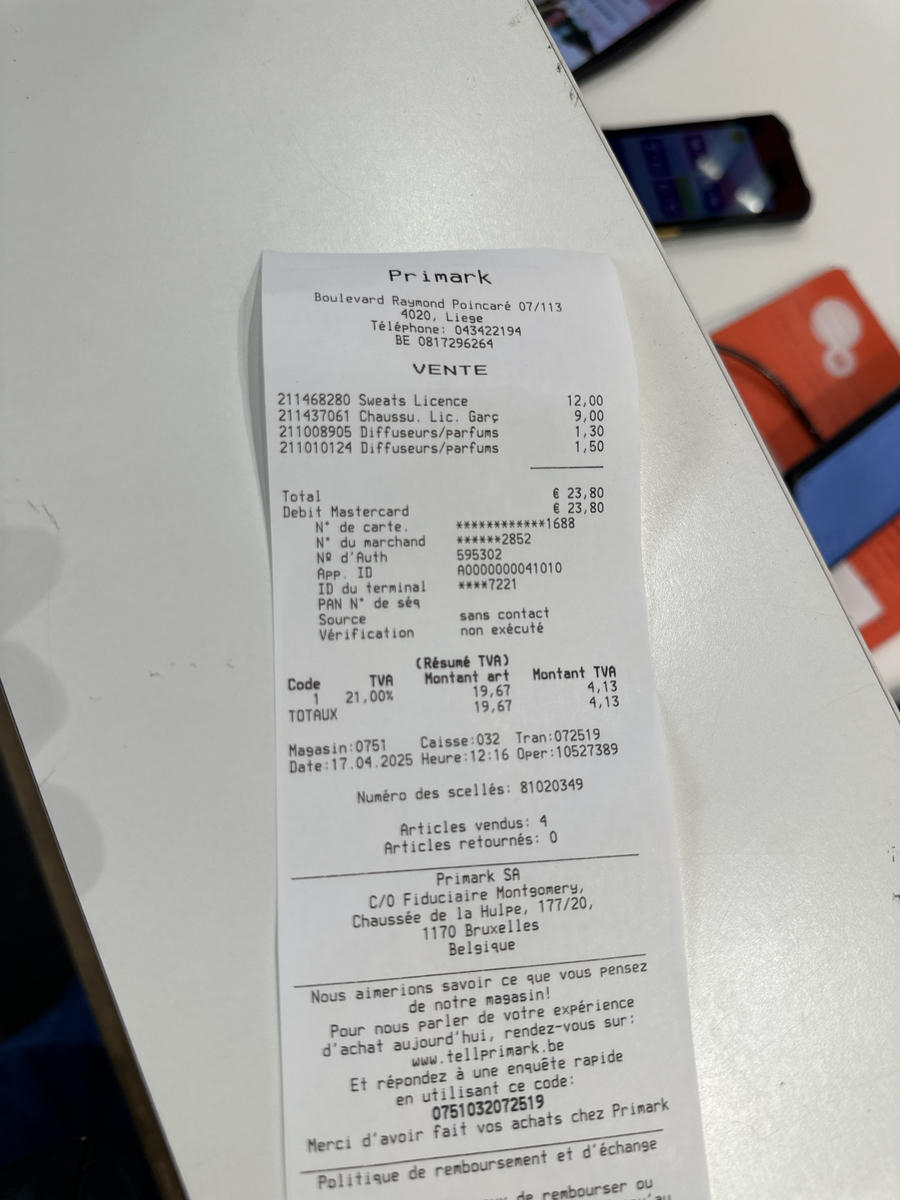 Primark
Boulevard Raymond Poincaré 07/113
4020, Liege
Téléphone: 043422194
BE 0817296264
VENTE
211468280 Sweats Licence 12,00
211437061 Chaussu. Lic. Garç 9,00
211008905 Diffuseurs/parfums 1,30
211010124 Diffuseurs/parfums 1,50
Total € 23,80
Debit Mastercard € 23,80
N° de carte. ************1688
N° du marchand ******2852
Nº d'Auth 595302
App. ID A0000000041010
ID du terminal ****7221
PAN N° de séq
Source sans contact
Vérification non exécuté
(Résumé TVA)
Code TVA Montant art Montant TVA
1 21,00% 19,67 4,13
TOTAUX 19,67 4,13
Magasin:0751 Caisse:032 Tran:072519
Date:17.04.2025 Heure:12:16 Oper:10527389
Numéro des scellés: 81020349
Articles vendus: 4
Articles retournés: 0
Primark SA
C/O Fiduciaire Montgomery,
Chaussée de la Hulpe, 177/20,
1170 Bruxelles
Belgique
Nous aimerions savoir ce que vous pensez
de notre magasin!
Pour nous parler de votre expérience
d'achat aujourd'hui, rendez-vous sur:
www.tellprimark.be
Et répondez à une enquête rapide
en utilisant ce code:
0751032072519
Merci d'avoir fait vos achats chez Primark
Politique de remboursement et d'échange
de rembourser ou